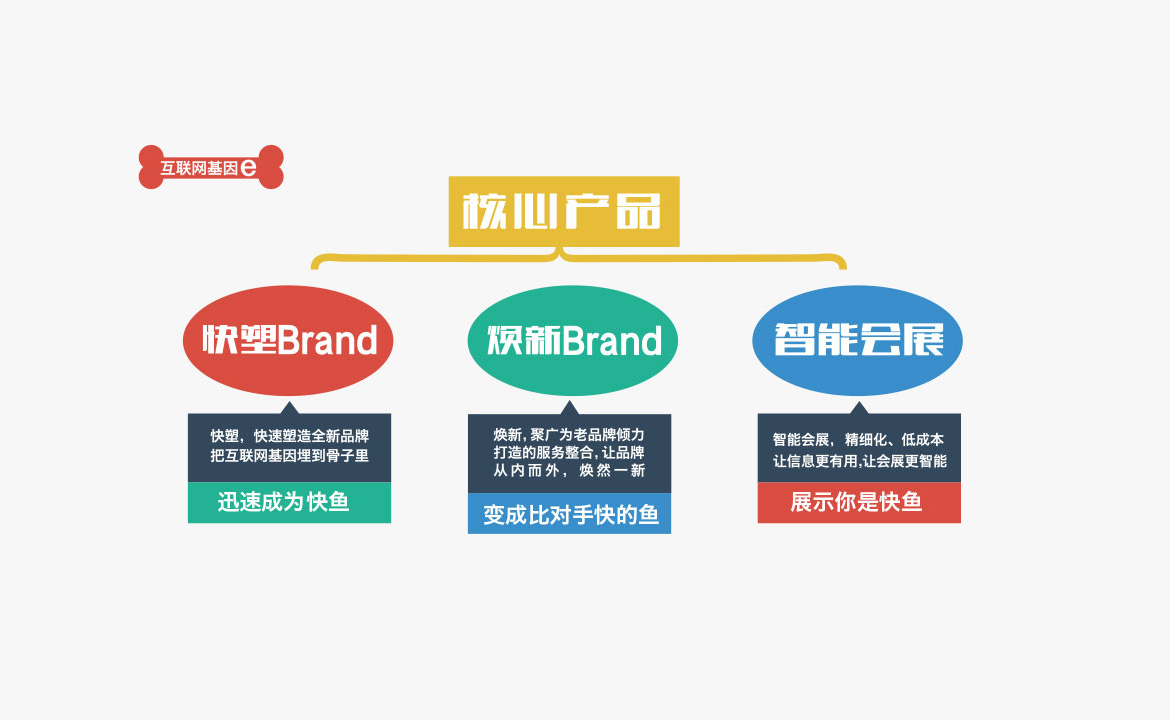 互联网基因e
核心产品
快塑Brand
焕新Brand
智能会展
快塑，快速塑造全新品牌
把互联网基因埋到骨子里
迅速成为快鱼
焕新，聚广为老品牌倾力
打造的服务整合，让品牌
从内而外，焕然一新
变成比对手快的鱼
智能会展，精细化、低成本
让信息更有用,让会展更智能
展示你是快鱼